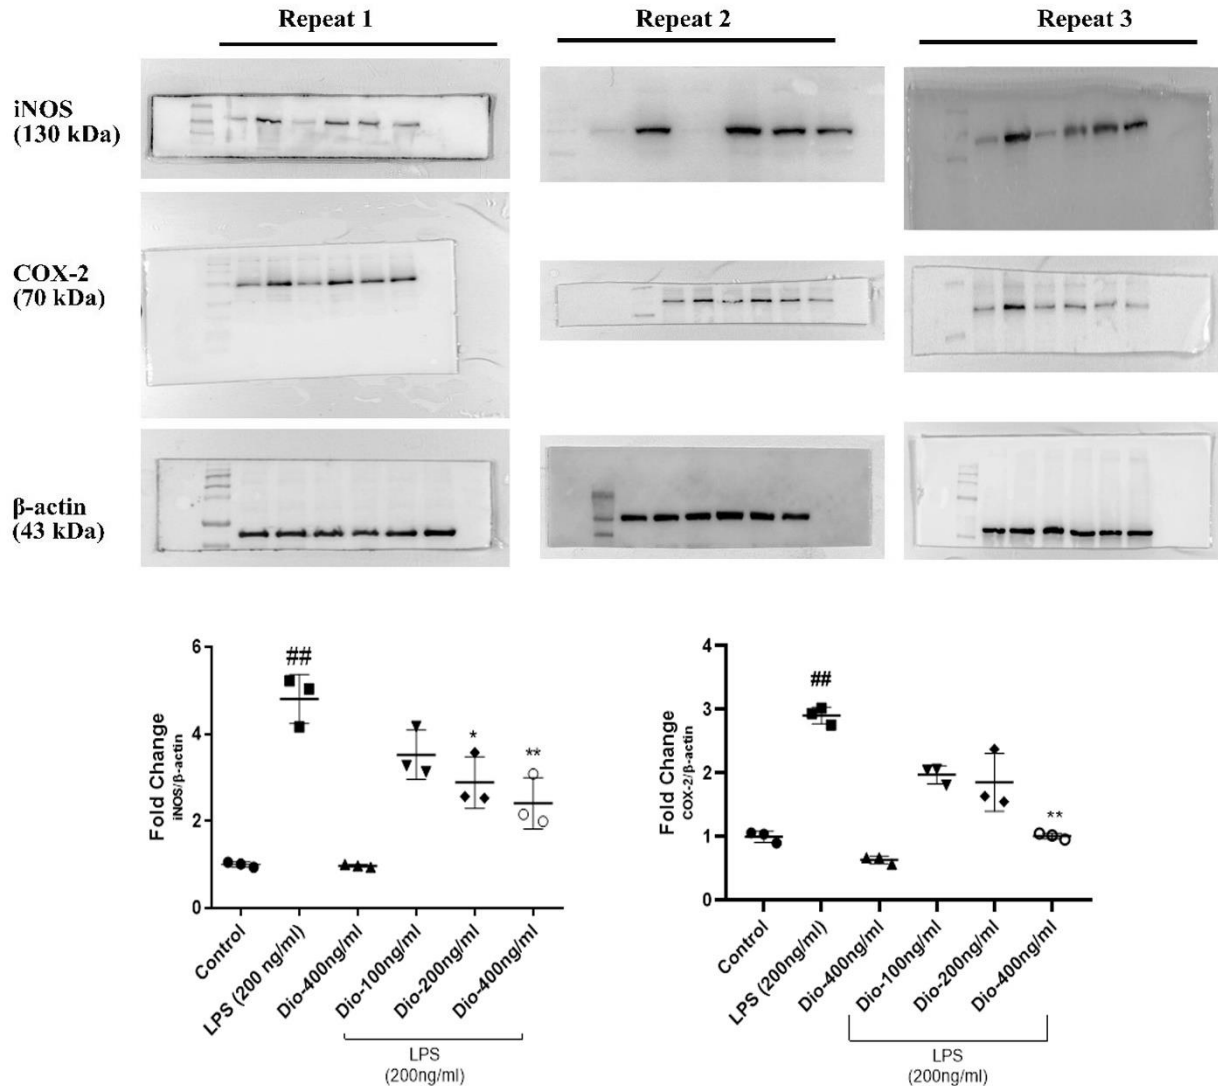 Repeat 1
Repeat 2
Repeat 3
iNOS
(130 kDa)
COX-2
(70 kDa)
β-actin
(43 kDa)
Fold Change
iNOS/β-actin
6
4
2
0
##
*
**
Control
LPS (200 ng/ml)
Dio-400ng/ml
Dio-100ng/ml
Dio-200ng/ml
Dio-400ng/ml
LPS
(200ng/ml)
Fold Change
COX-2/β-actin
4
3
2
1
0
##
**
Control
LPS (200ng/ml)
Dio-400ng/ml
Dio-100ng/ml
Dio-200ng/ml
Dio-400ng/ml
LPS
(200ng/ml)